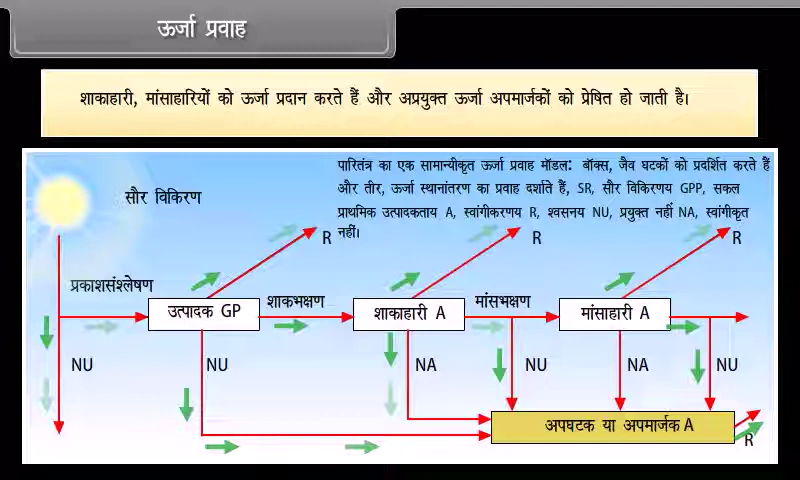 ऊर्जा प्रवाह
शाकाहारी, मांसाहारियों को ऊर्जा प्रदान करते हैं और अप्रयुक्त ऊर्जा अपमार्जकों को प्रेषित हो जाती है।
पारितंत्र का एक सामान्यीकृत ऊर्जा प्रवाह मॉडल: बॉक्स, जैव घटकों को प्रदर्शित करते हैं
और तीर, ऊर्जा स्थानांतरण का प्रवाह दर्शाते हैं, SR, सौर विकिरणय GPP, सकल
प्राथमिक उत्पादकताय A, स्वांगीकरणय R, श्वसनय NU, प्रयुक्त नहीं NA, स्वांगीकृत
नहीं।
सौर विकिरण
R
R
R
प्रकाशसंश्लेषण
शाकभक्षण
मांसभक्षण
उत्पादक GP
शाकाहारी A
मांसाहारी A
NU
NU
NA
NU
NA
NU
अपघटक या अपमार्जक A
R